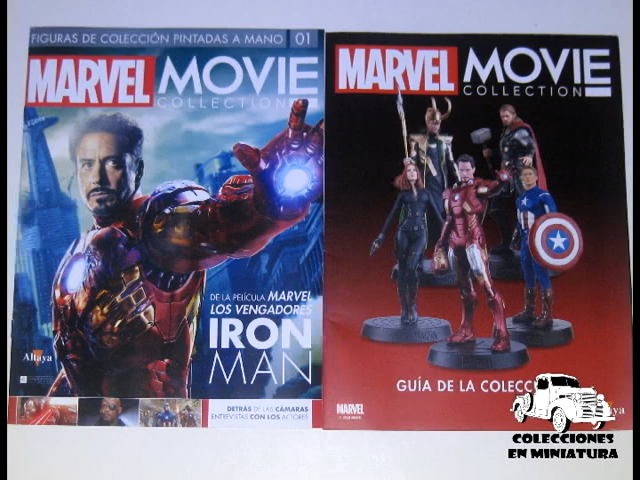 FIGURAS DE COLECCIÓN PINTADAS A MANO 01
MARVEL MOVIE
COLLECTION
DE LA PELÍCULA MARVEL
LOS VENGADORES
IRON
MAN
Altaya
DETRÁS DE LAS CÁMARAS
ENTREVISTAS CON LOS ACTORES
MARVEL MOVIE
COLLECTION
GUÍA DE LA
MARVEL
COLECCIONES
EN MINIATURA